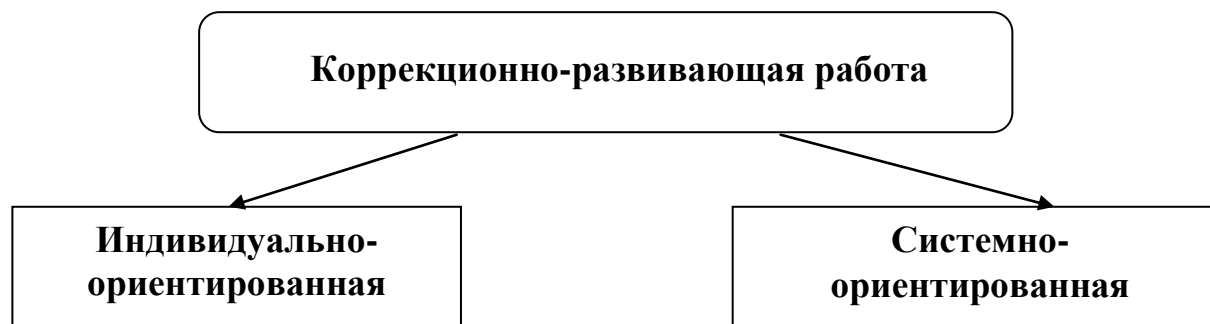 Коррекционно-развивающая работа
Индивидуально-
ориентированная
Системно-
ориентированная